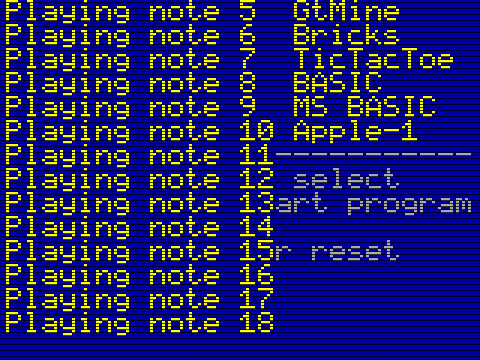 Playing note 5  GtMine
Playing note 6  Bricks
Playing note 7  TicTacToe
Playing note 8  BASIC
Playing note 9  MS BASIC
Playing note 10 Apple-1
Playing note 11-----------
Playing note 12 select
Playing note 13art program
Playing note 14
Playing note 15r reset
Playing note 16
Playing note 17
Playing note 18